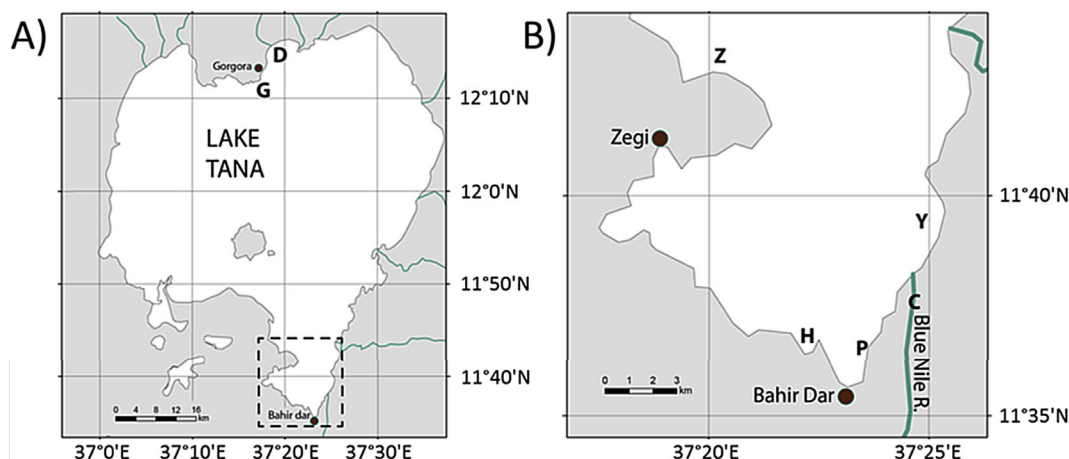 A)
D
Gorgora
G
12°10'N
LAKE
TANA
12°0'N
11°50'N
11°40'N
0 4 8 12 16
km
Bahir dar
37°0'E 37°10'E 37°20'E 37°30'E
B)
Z
Zegi
11°40'N
Y
C
Blue Nile R.
H
P
0 1 2 3
km
Bahir Dar
11°35'N
37°20'E 37°25'E